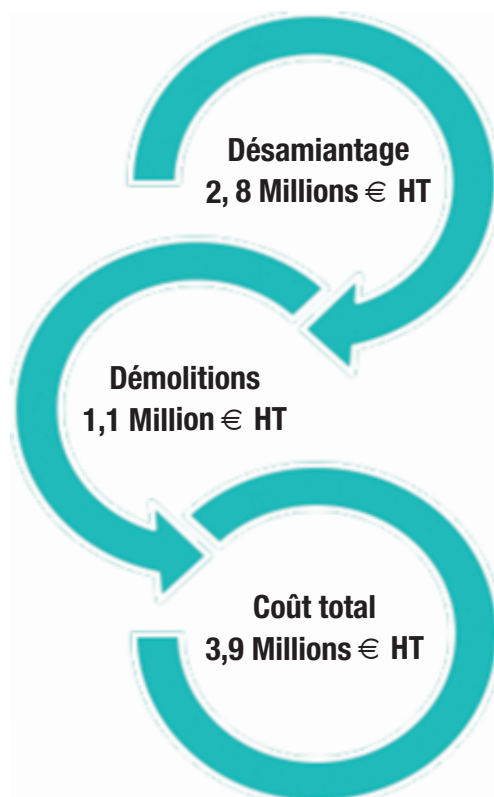 Désamiantage
2, 8 Millions € HT
Démolitions
1,1 Million € HT
Coût total
3,9 Millions € HT